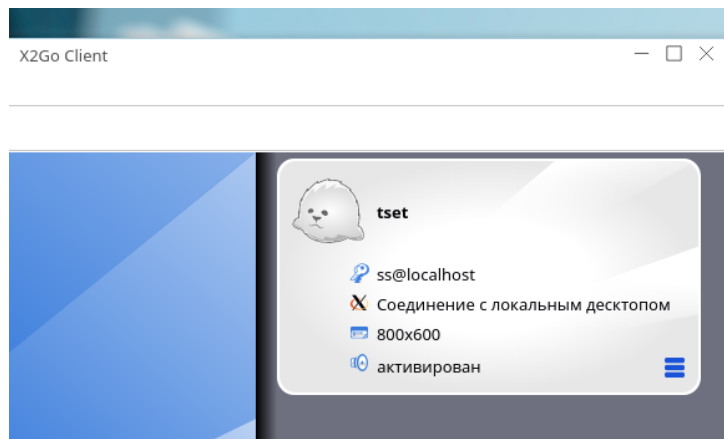 X2Go Client
tset
ss@localhost
Соединение с локальным десктопом
800x600
активирован